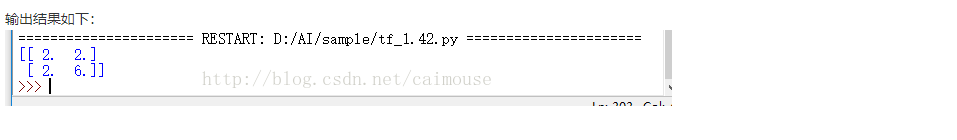 输出结果如下：
====================== RESTART: D:/AI/sample/tf_1.42.py ======================
[[ 2.  2.]
 [ 2.  6.]]
>>>
http://blog.csdn.net/caimouse